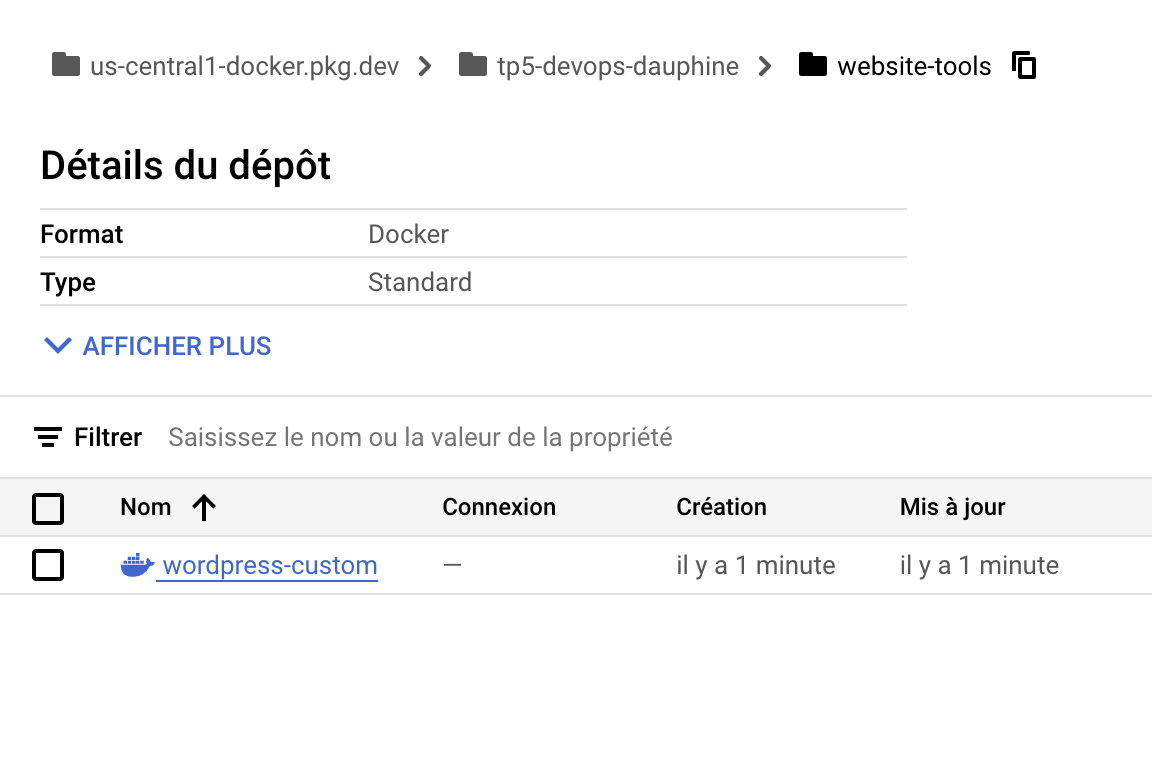 us-central1-docker.pkg.dev tp5-devops-dauphine website-tools
Détails du dépôt
Format Docker
Type Standard
AFFICHER PLUS
Filtrer Saisissez le nom ou la valeur de la propriété
Nom Connexion Création Mis à jour
wordpress-custom — il y a 1 minute il y a 1 minute